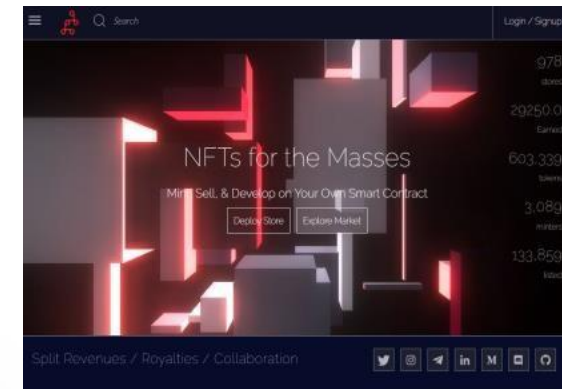 Search
Login / Signup
978
stores
29250.0
Earned
NFTs for the Masses
603,339
tokens
Mint, Sell, & Develop on Your Own Smart Contract
3,089
minters
Deploy Store
Explore Market
133,859
listed
Split Revenues / Royalties / Collaboration
in
M